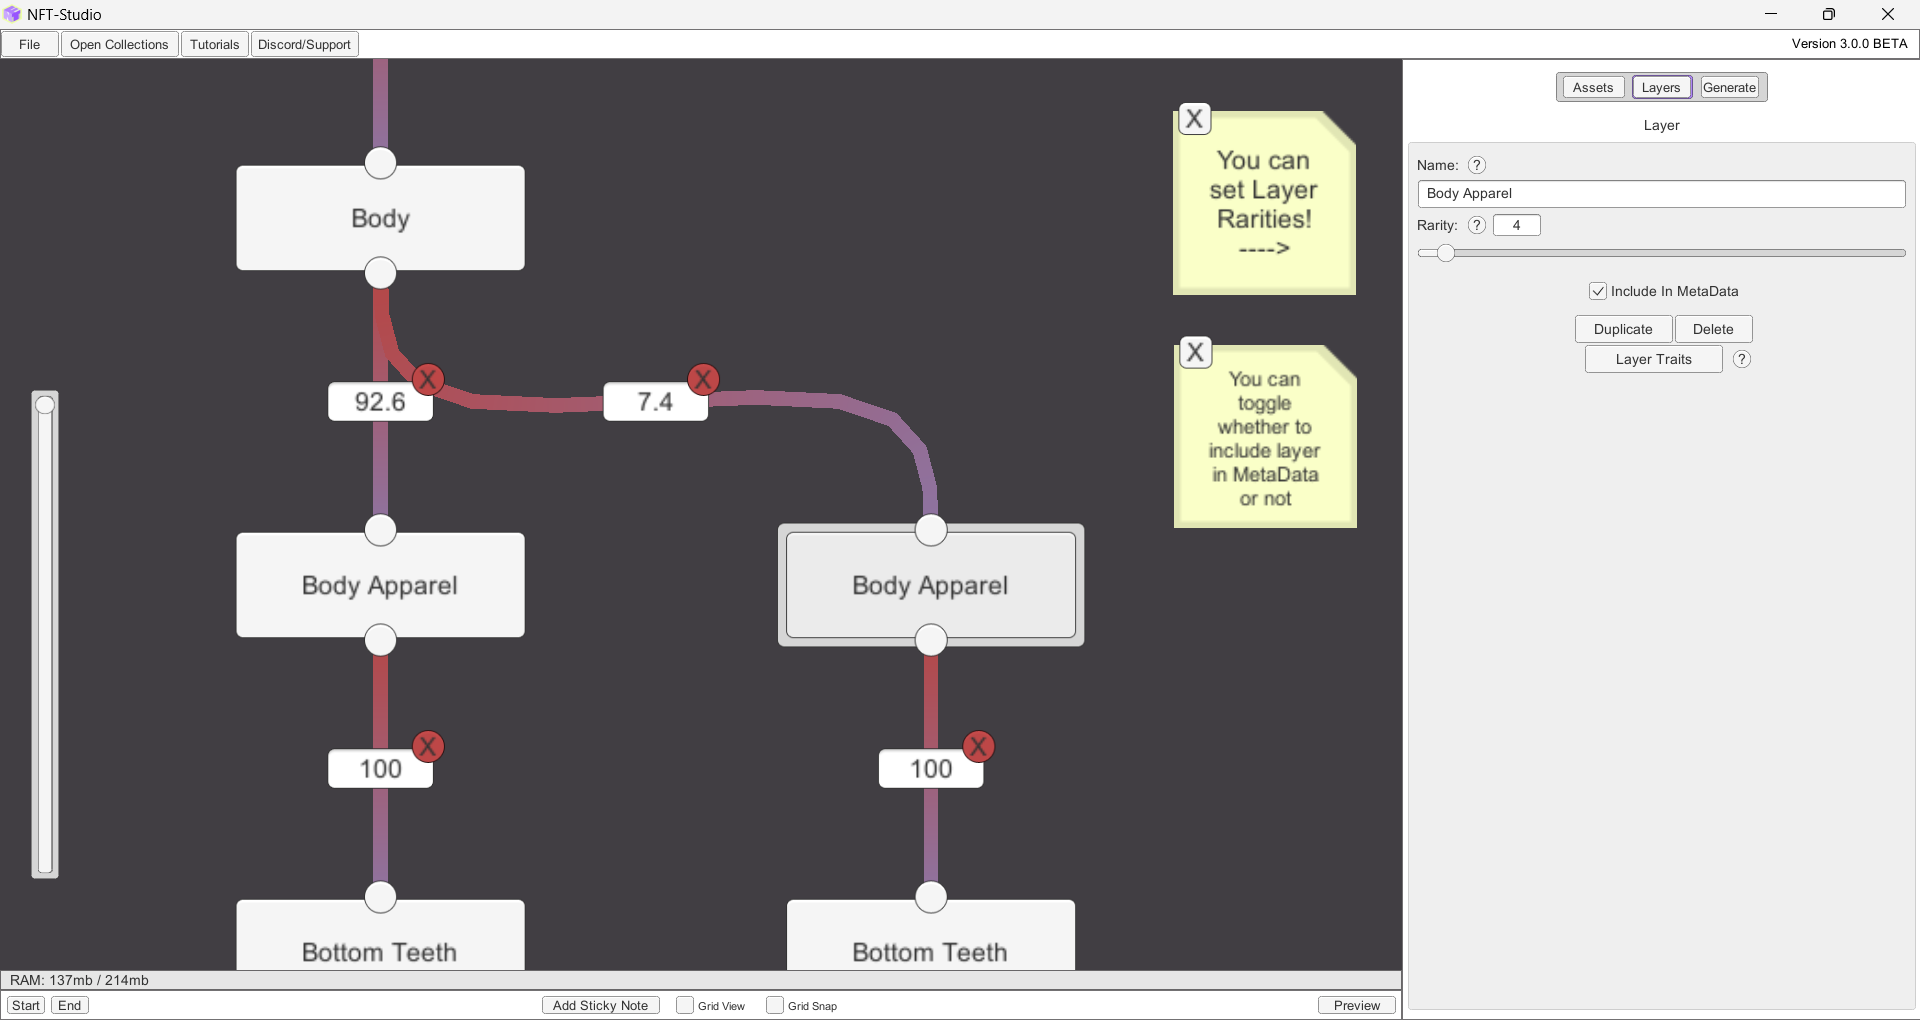 NFT-Studio
File
Open Collections
Tutorials
Discord/Support
Version 3.0.0 BETA
Assets
Layers
Generate
Layer
Name: ?
Body Apparel
Rarity: ? 4
Include In MetaData
Duplicate
Delete
Layer Traits ?
Body
X
92.6
X
7.4
X
Body Apparel
Body Apparel
100
X
100
X
Bottom Teeth
Bottom Teeth
X
You can
set Layer
Rarities!
---->
X
You can
toggle
whether to
include layer
in MetaData
or not
RAM: 137mb / 214mb
Start
End
Add Sticky Note
Grid View
Grid Snap
Preview